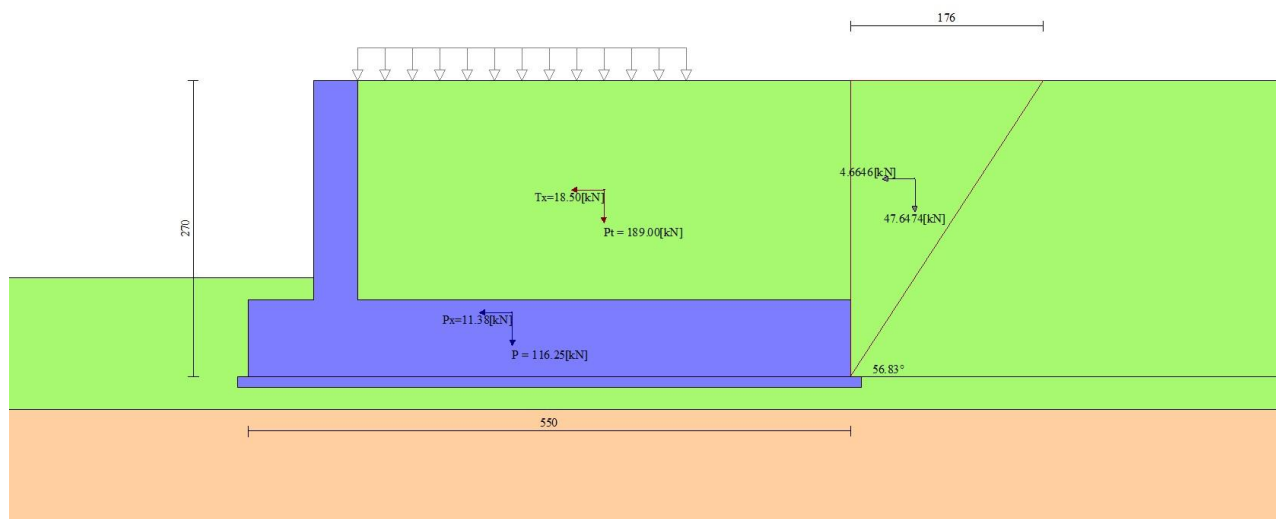 176
4.6646[kN]
Tx=18.50[kN]
47.6474[kN]
Pt = 189.00[kN]
270
Px=11.38[kN]
P = 116.25[kN]
56.83°
550